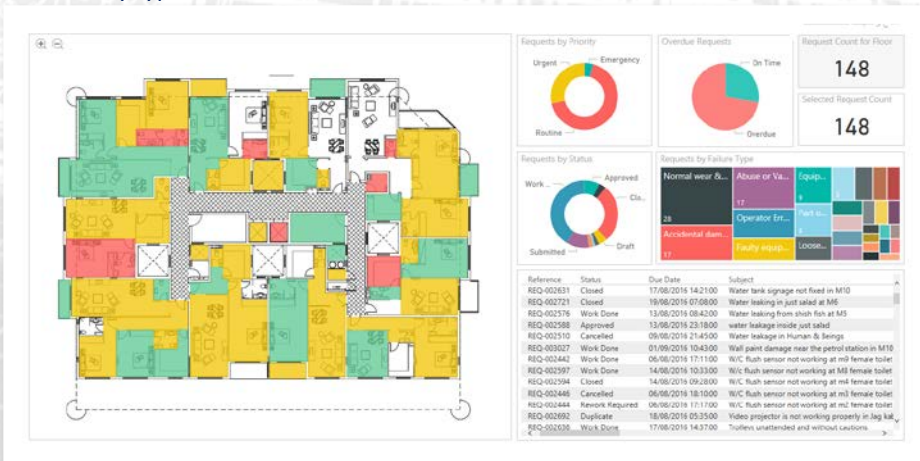 Requests by Priority
Urgent
Emergency
Routine
Overdue Requests
On Time
Overdue
Request Count for Floor
148
Selected Request Count
148
Requests by Status
Work ...
Approved
Clo...
Submitted
Draft
Requests by Failure Type
Normal wear &...
28
Abuse or Va...
17
Equip...
9
Operator Err...
Accidental dam...
17
Faulty equip...
Loose...
Reference Status Due Date Subject
REQ-002631 Closed 17/08/2016 14:21:00 Water tank signage not fixed in M10
REQ-002721 Closed 19/08/2016 07:08:00 Water leaking in just salad at M6
REQ-002576 Work Done 13/08/2016 08:42:00 Water leaking from shish fish at M5
REQ-002588 Approved 13/08/2016 23:18:00 water leakage inside just salad
REQ-002510 Cancelled 09/08/2016 21:45:00 Water leakage in Human & Beings
REQ-003027 Work Done 01/09/2016 10:43:00 Wall paint damage near the petrol station in M10
REQ-002442 Work Done 06/08/2016 17:11:00 W/C flush sensor not working at m9 female toilet
REQ-002597 Work Done 14/08/2016 10:33:00 W/c flush sensor not working at M8 female toilet
REQ-002594 Closed 14/08/2016 09:28:00 W/C flush sensor not working at m4 female toilet
REQ-002446 Cancelled 06/08/2016 18:10:00 W/C flush sensor not working at m3 female toilet
REQ-002444 Rework Required 06/08/2016 17:17:00 W/C flush sensor not working at m2 female toilet
REQ-002692 Duplicate 18/08/2016 05:35:00 Video projector is not working properly in Jag kal
REQ-002638 Work Done 17/08/2016 14:37:00 Trolleys unattended and without cautions